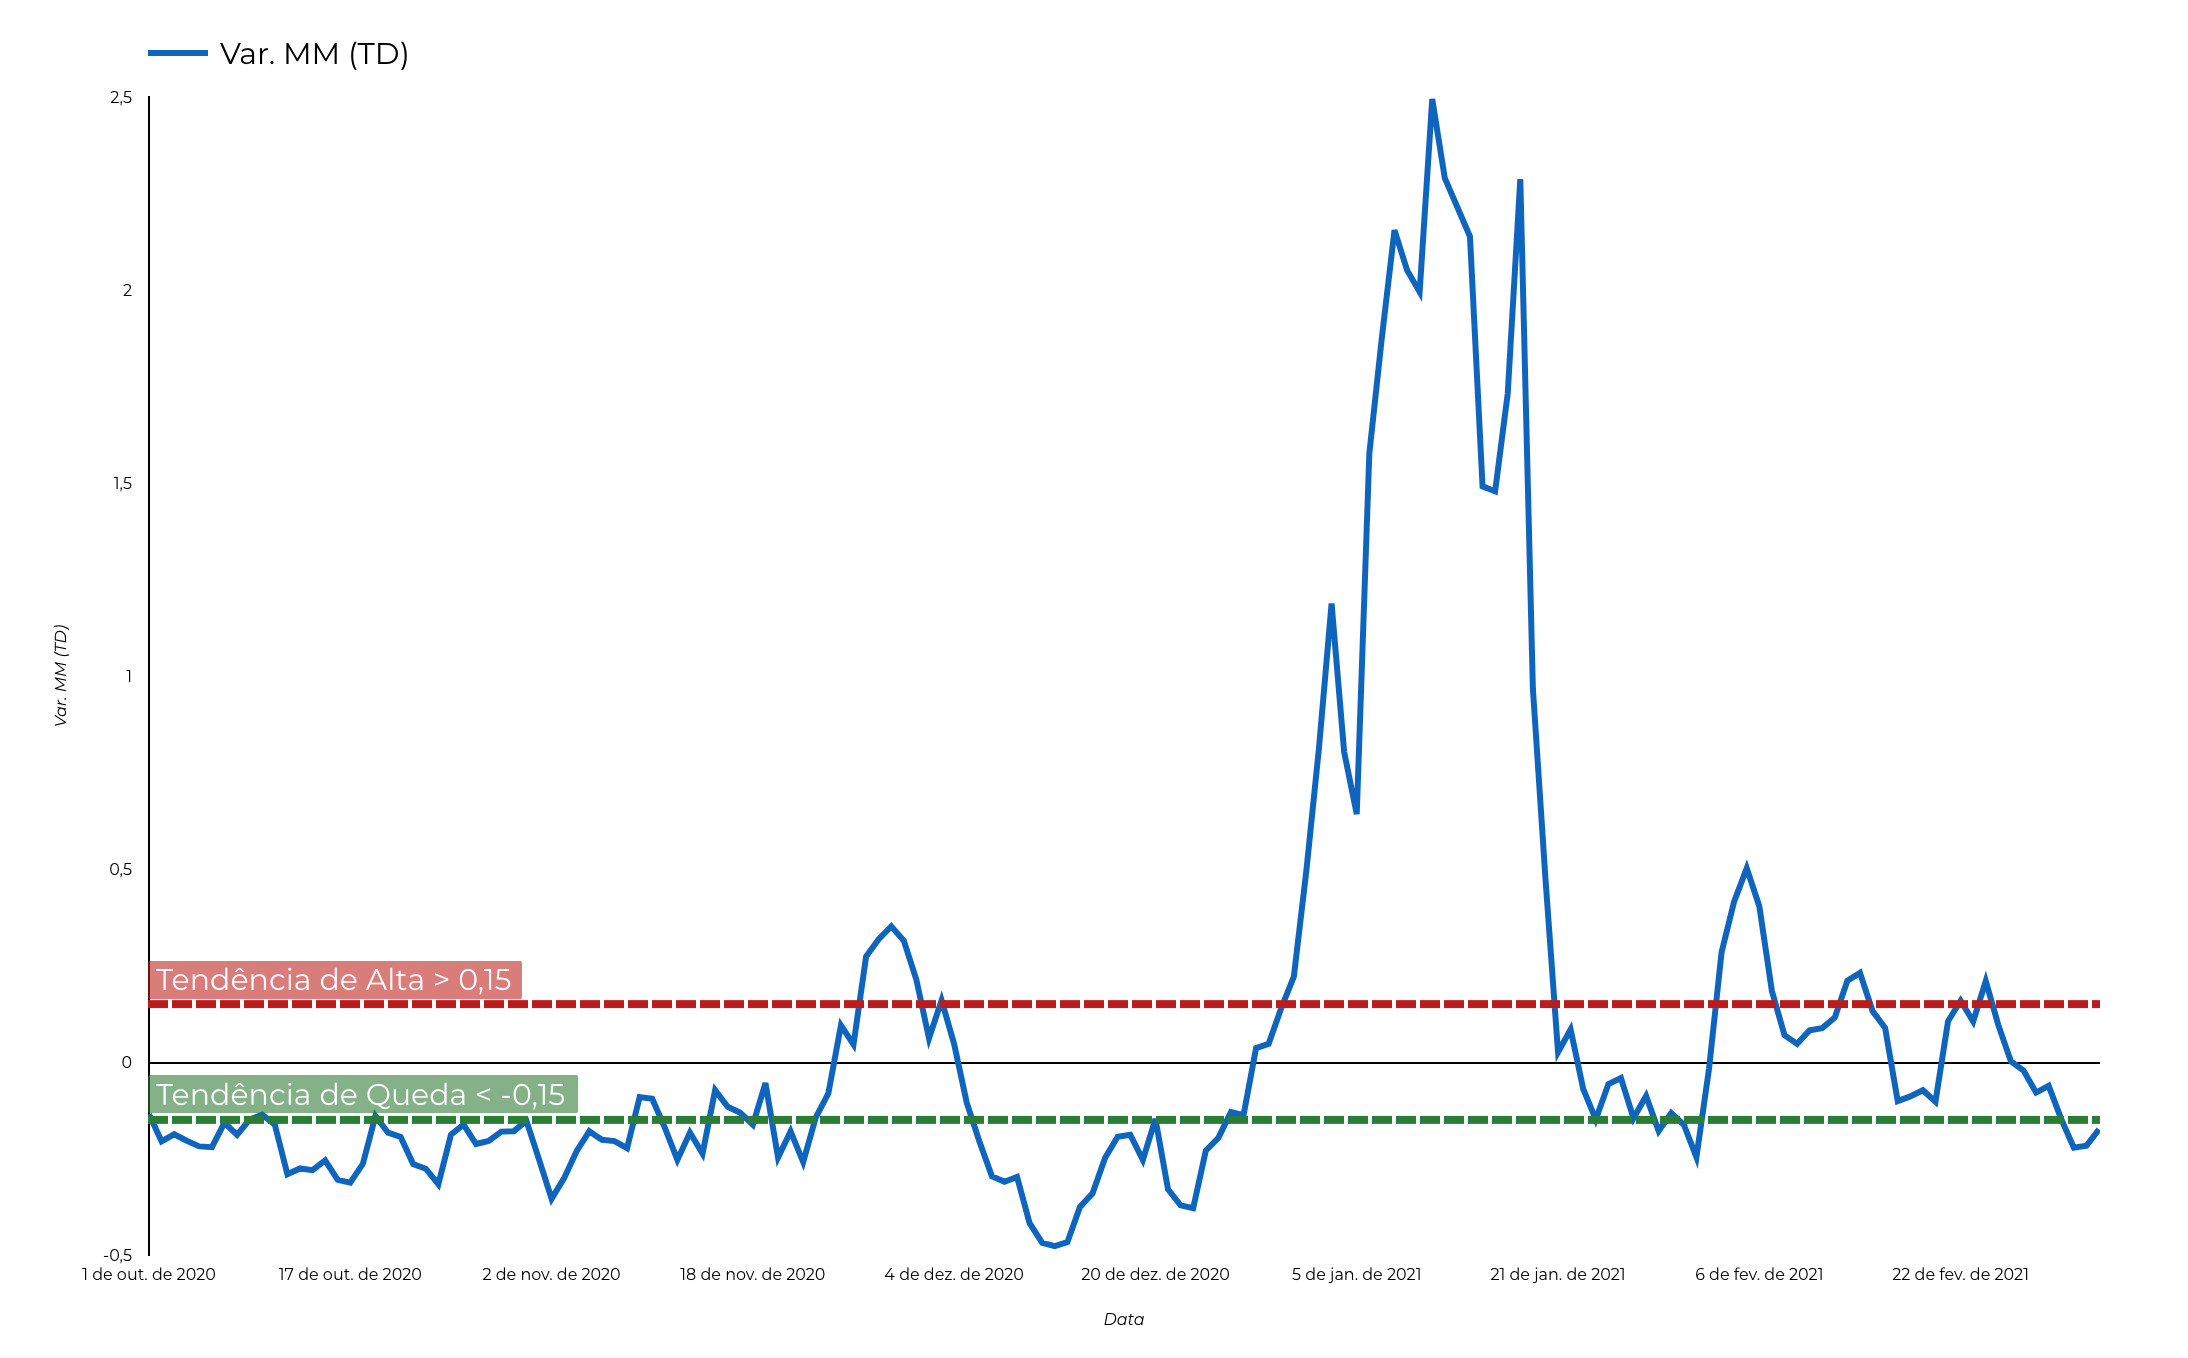 Var. MM (TD)
2,5
2
1,5
1
0,5
0
-0,5
Var. MM (TD)
Tendência de Alta > 0,15
Tendência de Queda < -0,15
1 de out. de 2020
17 de out. de 2020
2 de nov. de 2020
18 de nov. de 2020
4 de dez. de 2020
20 de dez. de 2020
5 de jan. de 2021
21 de jan. de 2021
6 de fev. de 2021
22 de fev. de 2021
Data